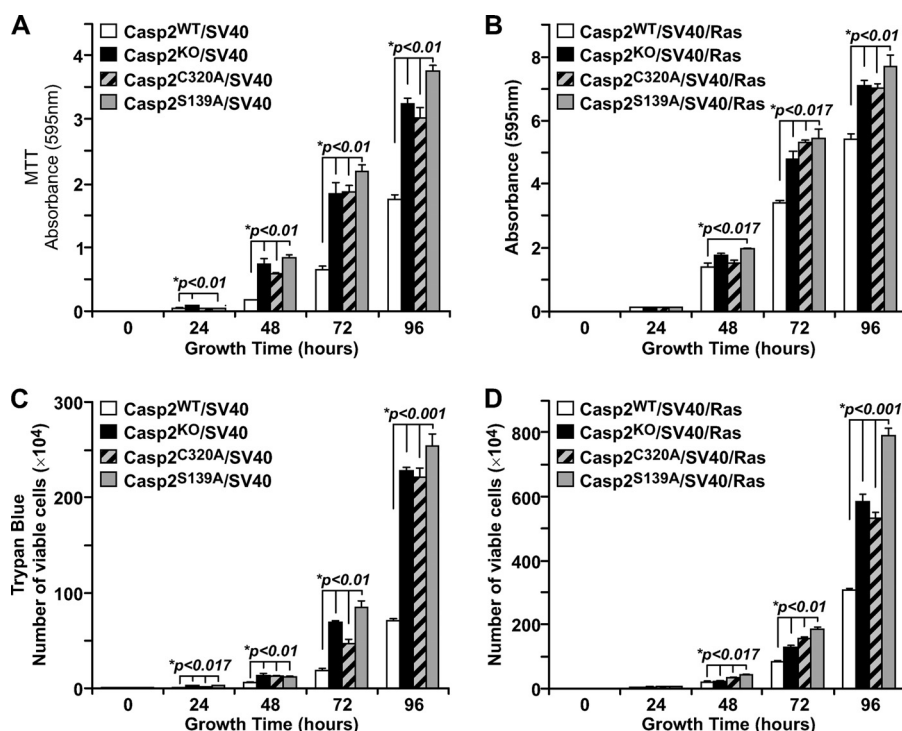 A
Casp2WT/SV40
Casp2KO/SV40
Casp2C320A/SV40
Casp2S139A/SV40
MTT
Absorbance (595nm)
4
3
2
1
0
*p<0.01
*p<0.01
*p<0.01
*p<0.01
0 24 48 72 96
Growth Time (hours)
B
Casp2WT/SV40/Ras
Casp2KO/SV40/Ras
Casp2C320A/SV40/Ras
Casp2S139A/SV40/Ras
Absorbance (595nm)
8
6
4
2
0
*p<0.017
*p<0.017
*p<0.01
0 24 48 72 96
Growth Time (hours)
C
Casp2WT/SV40
Casp2KO/SV40
Casp2C320A/SV40
Casp2S139A/SV40
Trypan Blue
Number of viable cells (×10⁴)
300
200
100
0
*p<0.017
*p<0.01
*p<0.01
*p<0.001
0 24 48 72 96
Growth Time (hours)
D
Casp2WT/SV40/Ras
Casp2KO/SV40/Ras
Casp2C320A/SV40/Ras
Casp2S139A/SV40/Ras
Number of viable cells (×10⁴)
800
600
400
200
0
*p<0.017
*p<0.01
*p<0.001
0 24 48 72 96
Growth Time (hours)